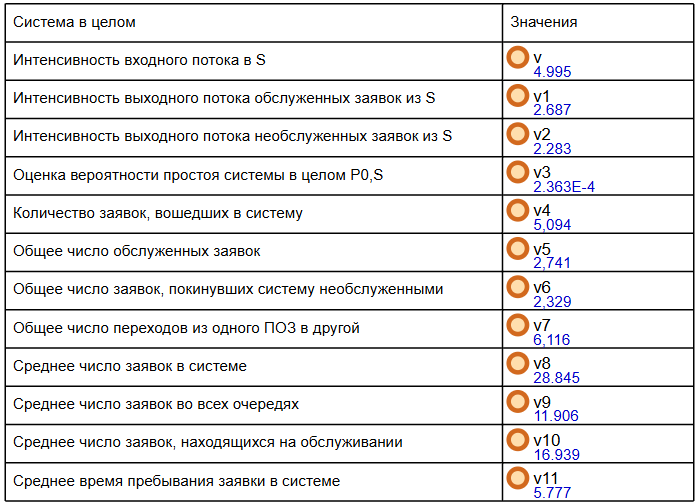 Система в целом Значения
Интенсивность входного потока в S v
4.995
Интенсивность выходного потока обслуженных заявок из S v1
2.687
Интенсивность выходного потока необслуженных заявок из S v2
2.283
Оценка вероятности простоя системы в целом P0,S v3
2.363E-4
Количество заявок, вошедших в систему v4
5,094
Общее число обслуженных заявок v5
2,741
Общее число заявок, покинувших систему необслуженными v6
2,329
Общее число переходов из одного ПОЗ в другой v7
6,116
Среднее число заявок в системе v8
28.845
Среднее число заявок во всех очередях v9
11.906
Среднее число заявок, находящихся на обслуживании v10
16.939
Среднее время пребывания заявки в системе v11
5.777